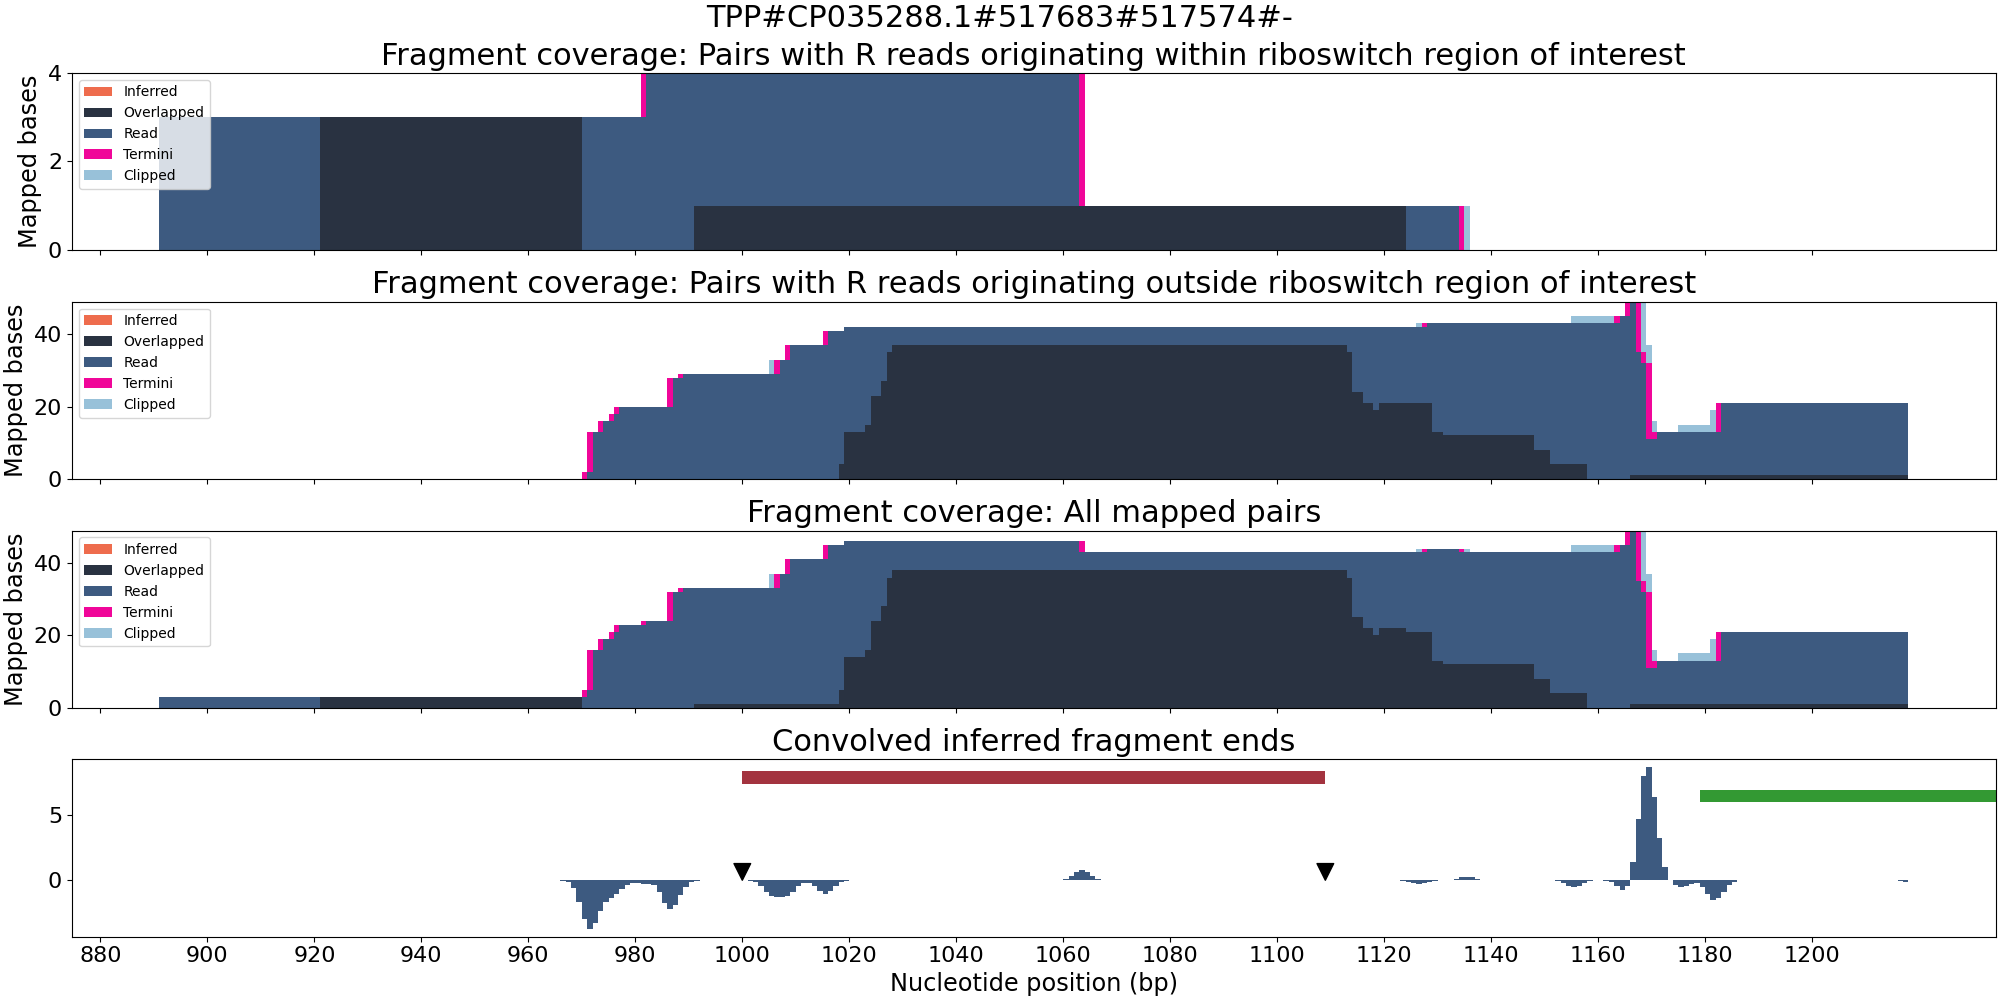 TPP#CP035288.1#517683#517574#-
Fragment coverage: Pairs with R reads originating within riboswitch region of interest
Mapped bases
4
2
0
Inferred
Overlapped
Read
Termini
Clipped
Fragment coverage: Pairs with R reads originating outside riboswitch region of interest
Mapped bases
40
20
0
Inferred
Overlapped
Read
Termini
Clipped
Fragment coverage: All mapped pairs
Mapped bases
40
20
0
Inferred
Overlapped
Read
Termini
Clipped
Convolved inferred fragment ends
5
0
880 900 920 940 960 980 1000 1020 1040 1060 1080 1100 1120 1140 1160 1180 1200
Nucleotide position (bp)